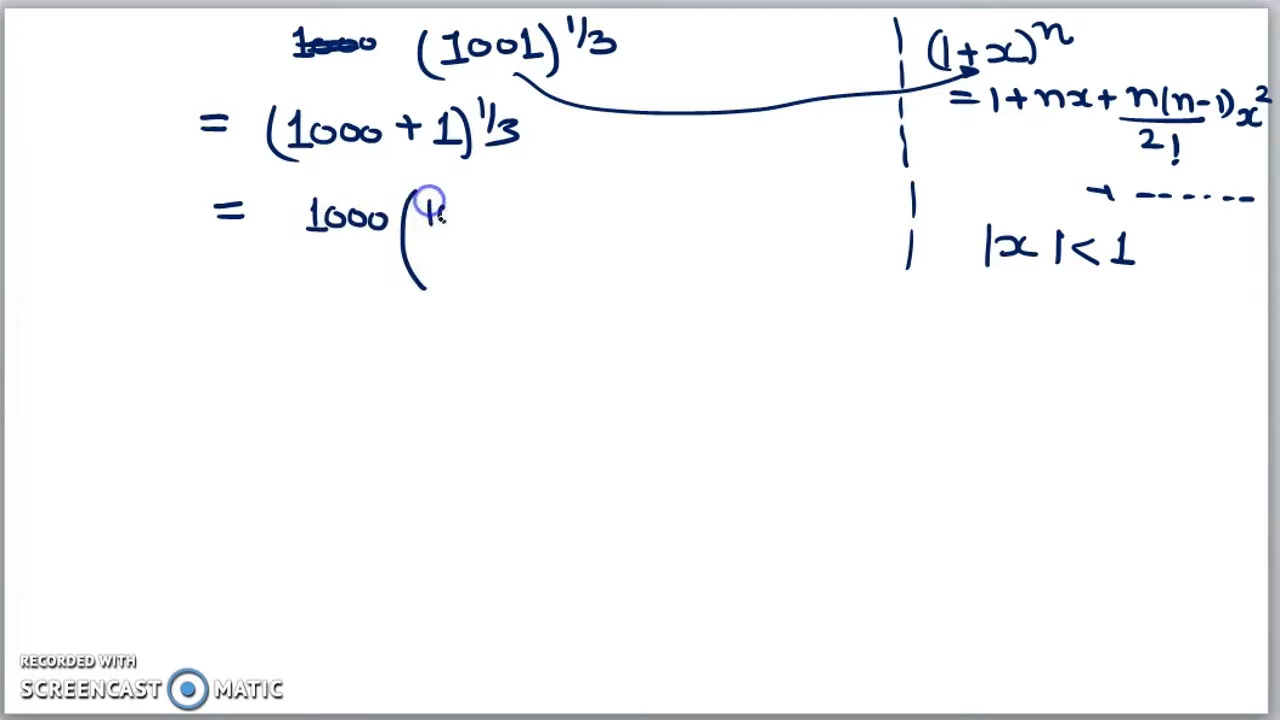 (1001)^1/3
= (1000 + 1)^1/3
= 1000 (1
(1+x)^n
= 1 + nx + n(n-1)/2! x^2
+ -------
|x| < 1
RECORDED WITH
SCREENCAST MATIC